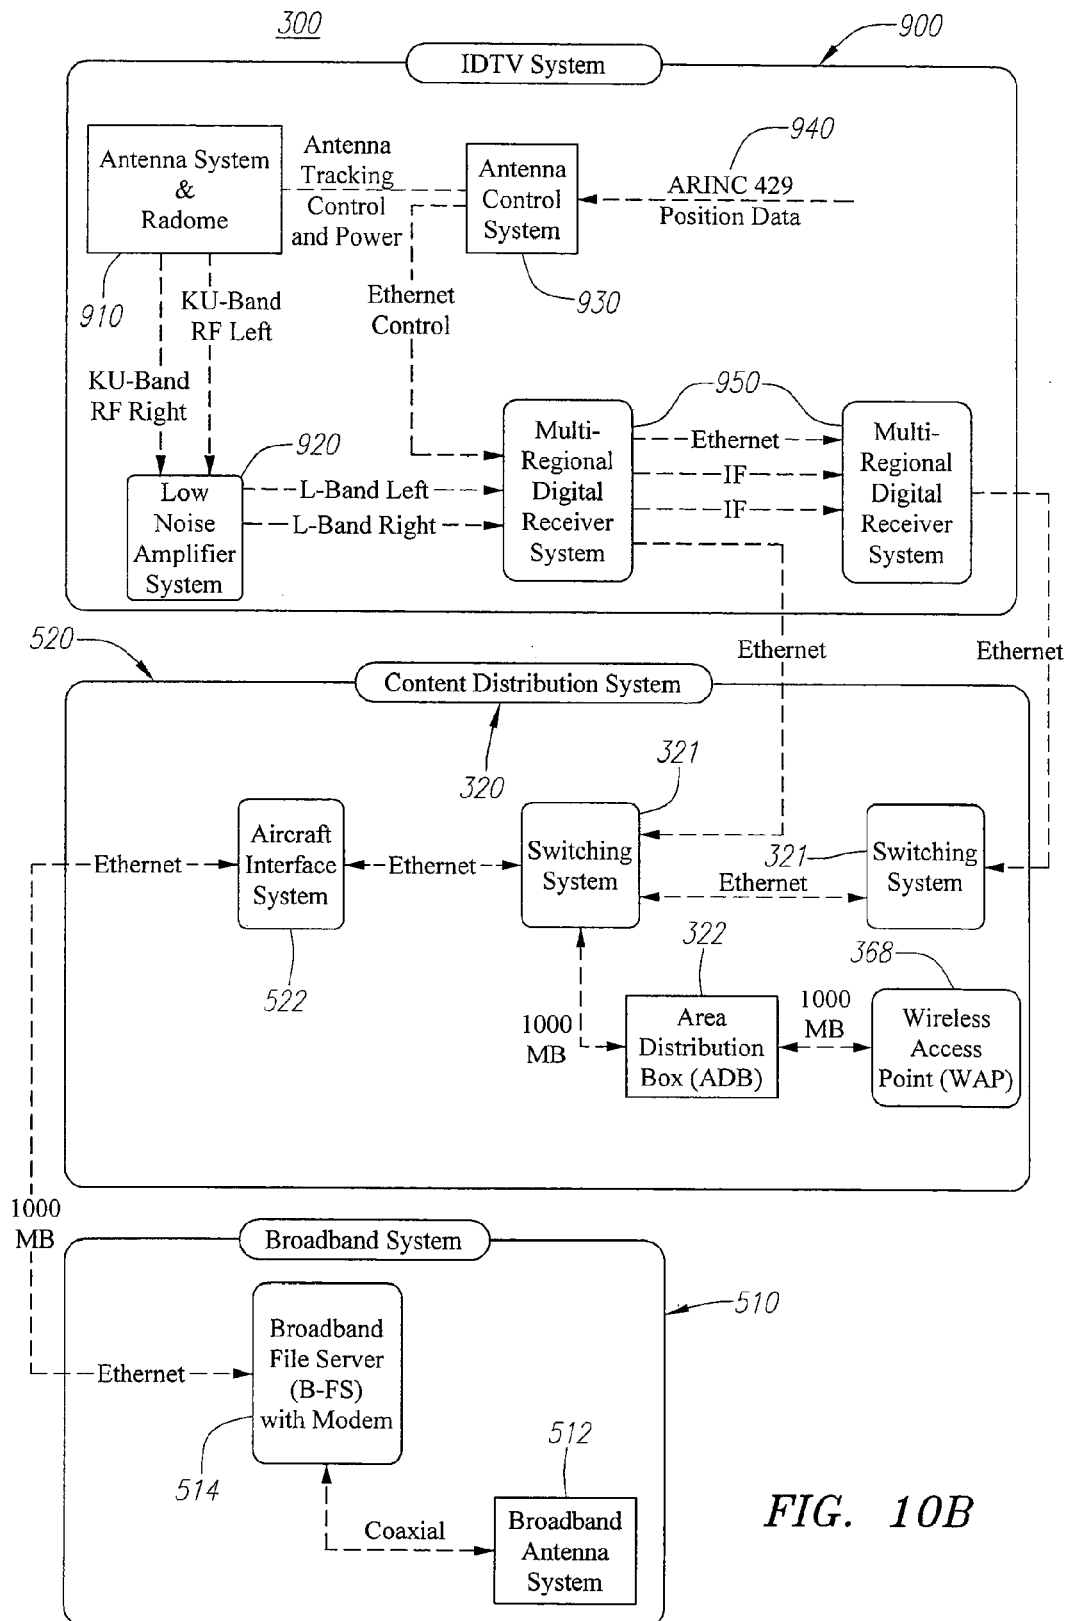 300
900
IDTV System
940
Antenna System
&
Radome
Antenna
Tracking
Control
and Power
Antenna
Control
System
ARINC 429
Position Data
910
930
KU-Band
RF Left
Ethernet
Control
KU-Band
RF Right
950
920
Low
Noise
Amplifier
System
L-Band Left
L-Band Right
Multi-
Regional
Digital
Receiver
System
Ethernet
IF
IF
Multi-
Regional
Digital
Receiver
System
Ethernet
Ethernet
520
Content Distribution System
320
321
Ethernet
Aircraft
Interface
System
Ethernet
Switching
System
321
Ethernet
Switching
System
522
322
368
1000
MB
Area
Distribution
Box (ADB)
1000
MB
Wireless
Access
Point (WAP)
1000
MB
Broadband System
510
Ethernet
Broadband
File Server
(B-FS)
with Modem
514
512
Coaxial
Broadband
Antenna
System
FIG. 10B